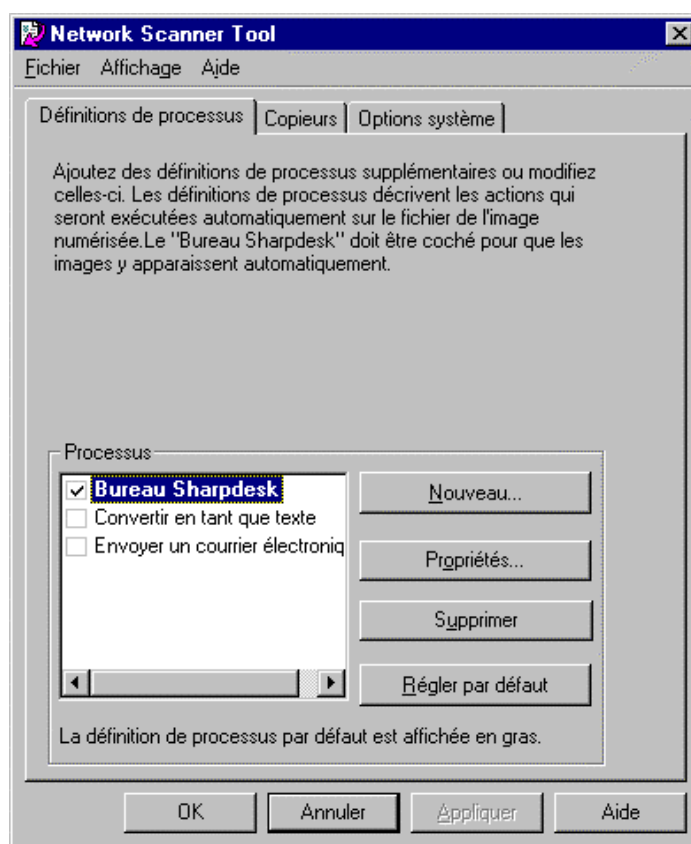 Network Scanner Tool
Fichier Affichage Aide
Définitions de processus Copieurs Options système
Ajoutez des définitions de processus supplémentaires ou modifiez
celles-ci. Les définitions de processus décrivent les actions qui
seront exécutées automatiquement sur le fichier de l'image
numérisée.Le "Bureau Sharpdesk" doit être coché pour que les
images y apparaissent automatiquement.
Processus
Bureau Sharpdesk
Convertir en tant que texte
Envoyer un courrier électroniq
Nouveau...
Propriétés...
Supprimer
Régler par défaut
La définition de processus par défaut est affichée en gras.
OK Annuler Appliquer Aide